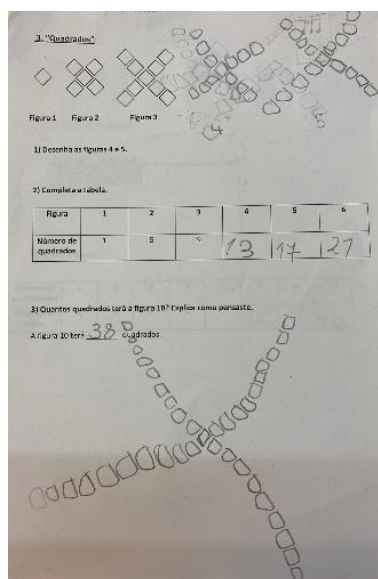 3. "Quadrados"
Figura 1 Figura 2 Figura 3
1) Desenha as figuras 4 e 5.
2) Completa a tabela.
Figura 1 2 3 4 5 6
Número de quadrados 1 5 9 13 17 21
3) Quantos quadrados terá a figura 10? Explica como pensaste.
A figura 10 terá 38 quadrados